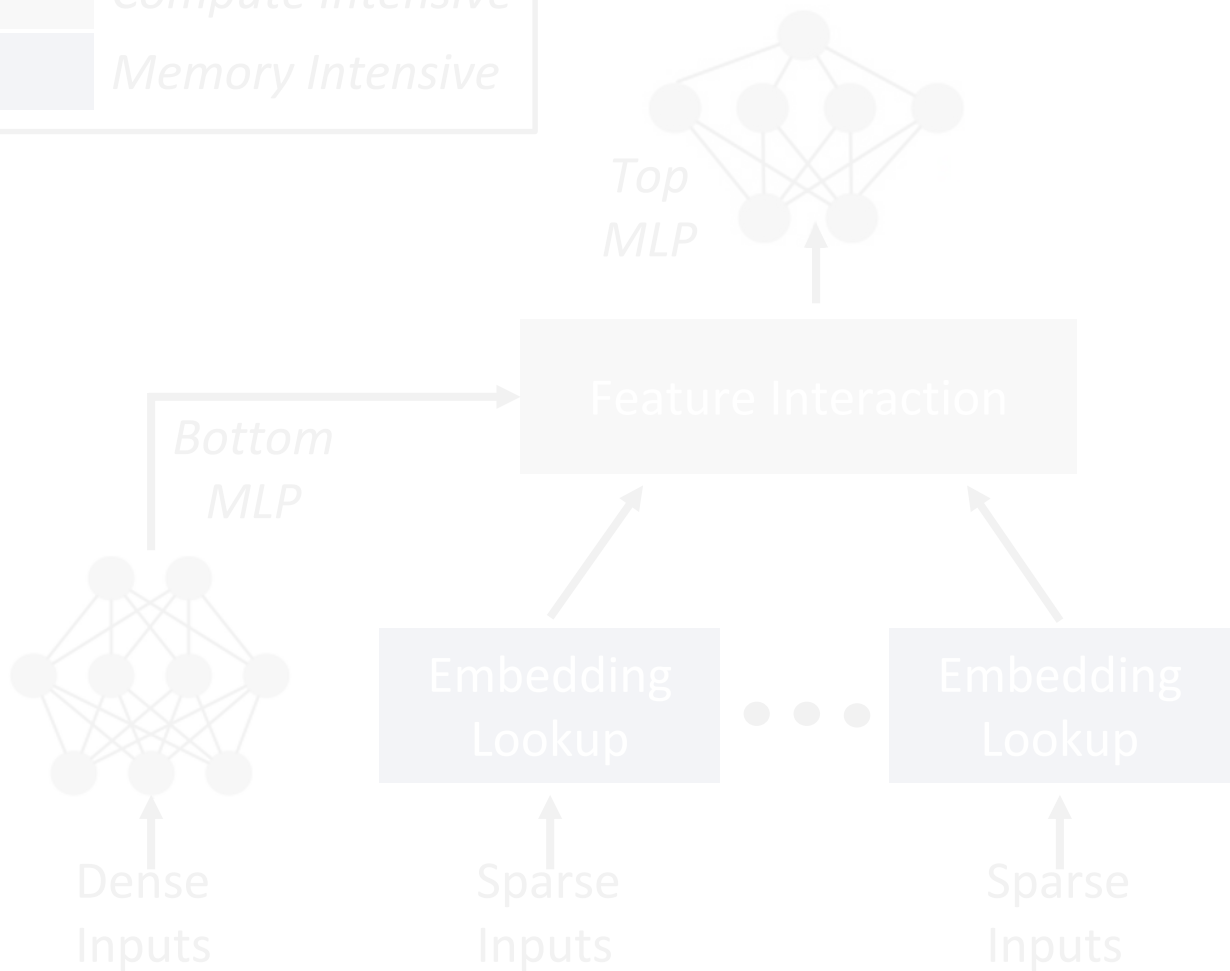 Compute Intensive
Memory Intensive
Top
MLP
Feature Interaction
Bottom
MLP
Embedding
Lookup
Embedding
Lookup
Dense
Inputs
Sparse
Inputs
Sparse
Inputs